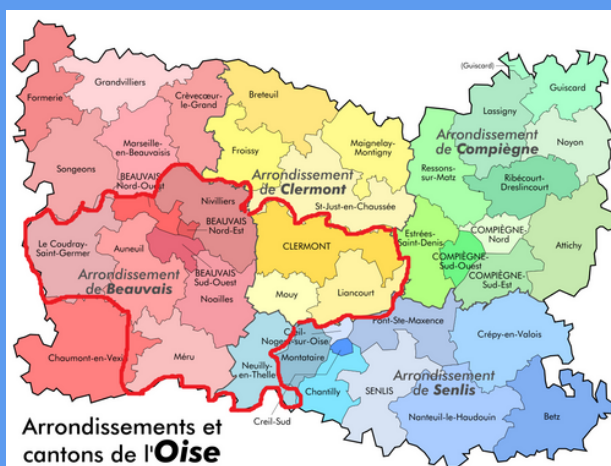 (Guiscard)
Grandvilliers
Crèvecœur-
le-Grand
Breteuil
Guiscard
Formerie
Lassigny
Arrondissement
de Compiègne
Noyon
Marseille-
en-Beauvaisis
Froissy
Maignelay-
Montigny
Songeons
BEAUVAIS
Nord-Ouest
Arrondissement
de Clermont
Ressons-
sur-Matz
Ribécourt-
Dreslincourt
Nivilliers
St-Just-en-Chaussée
BEAUVAIS
Nord-Est
Estrées-
Saint-Denis
COMPIÈGNE-
Nord
Attichy
Le Coudray-
Saint-Germer
Auneuil
CLERMONT
COMPIÈGNE-
Sud-Ouest
Arrondissement
de Beauvais
BEAUVAIS
Sud-Ouest
COMPIÈGNE-
Sud-Est
Noailles
Mouy
Liancourt
Creil-
Nogent-sur-Oise
Pont-Ste-Maxence
Crépy-en-Valois
Chaumont-en-Vexin
Méru
Neuilly-
en-Thelle
Montataire
Arrondissement
de Senlis
Chantilly
SENLIS
Creil-Sud
Nanteuil-le-Haudouin
Betz
Arrondissements et
cantons de l'Oise